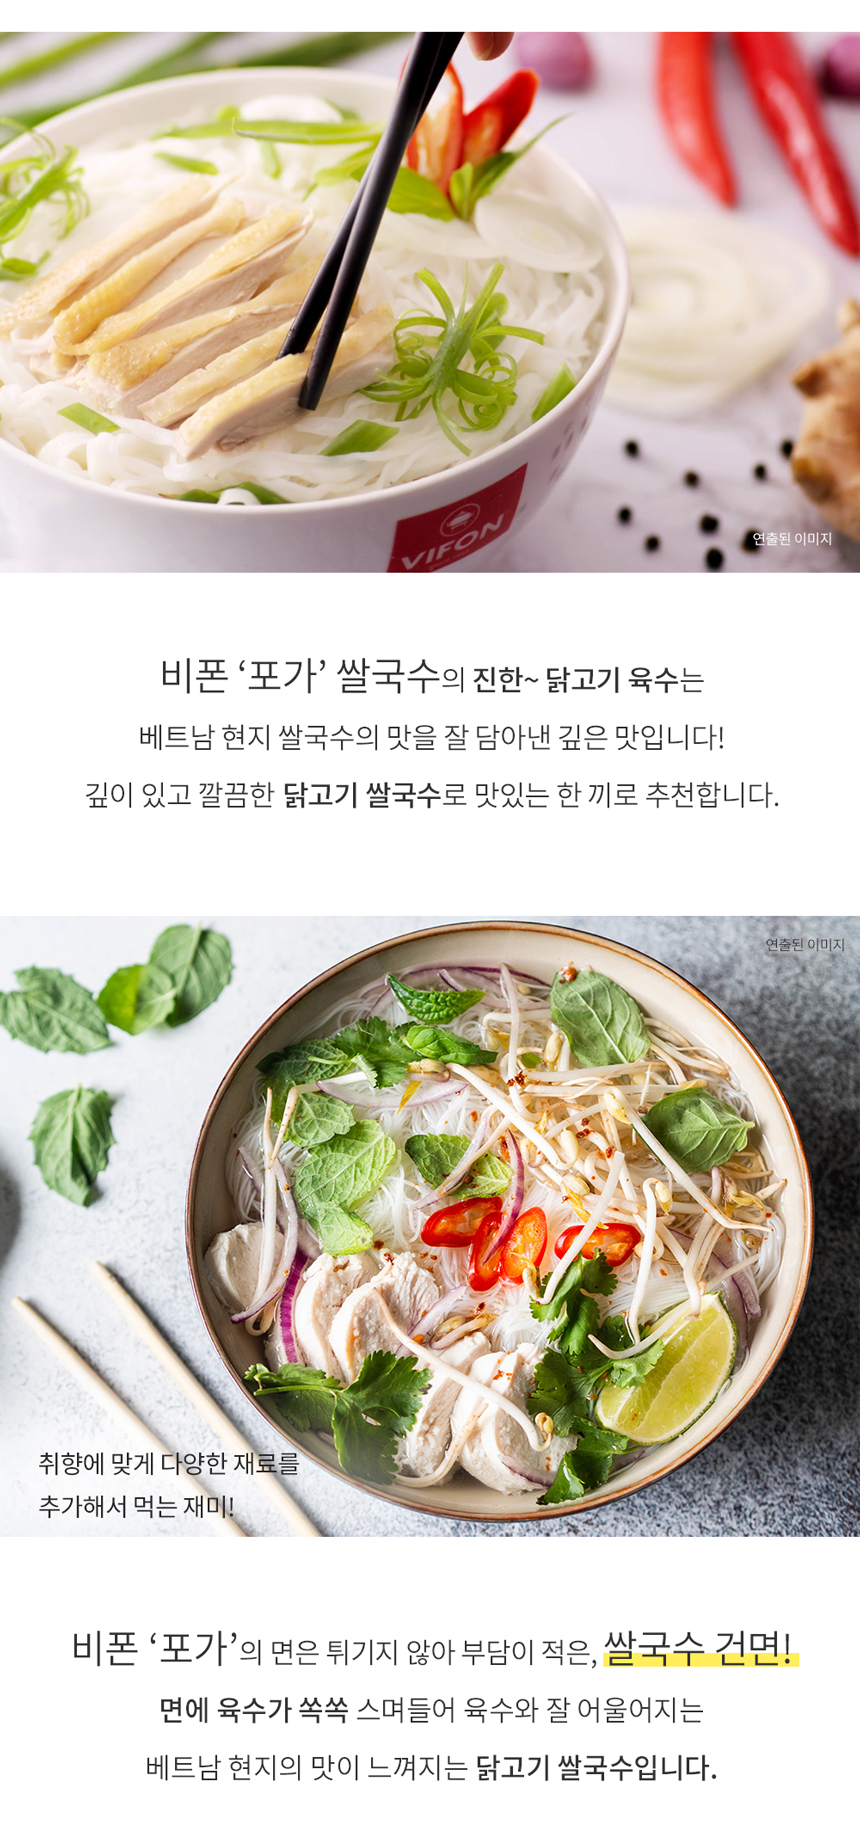 VIFON
연출된 이미지
비폰 ‘포가’ 쌀국수의 진한~ 닭고기 육수는
베트남 현지 쌀국수의 맛을 잘 담아낸 깊은 맛입니다!
깊이 있고 깔끔한 닭고기 쌀국수로 맛있는 한 끼로 추천합니다.
연출된 이미지
취향에 맞게 다양한 재료를
추가해서 먹는 재미!
비폰 ‘포가’의 면은 튀기지 않아 부담이 적은, 쌀국수 건면!
면에 육수가 쏙쏙 스며들어 육수와 잘 어울어지는
베트남 현지의 맛이 느껴지는 닭고기 쌀국수입니다.